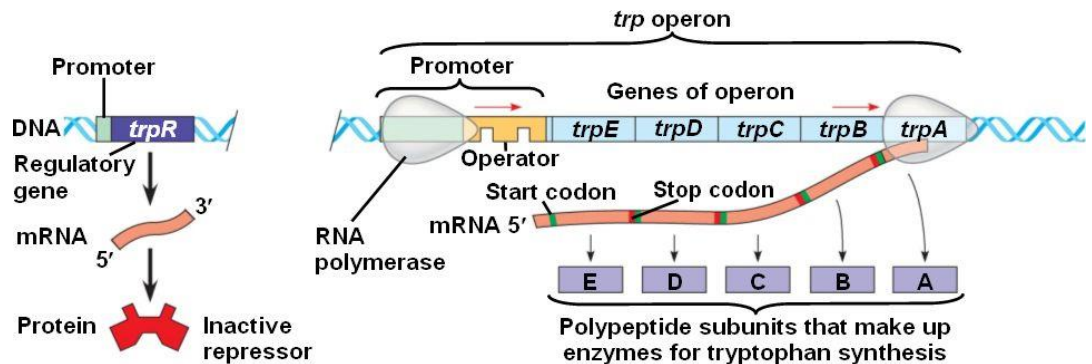 trp operon
Promoter
Promoter
Genes of operon
DNA
trpR
trpE
trpD
trpC
trpB
trpA
Regulatory
gene
Operator
Start codon
Stop codon
mRNA
3′
5′
mRNA 5′
RNA
polymerase
E
D
C
B
A
Protein
Inactive
repressor
Polypeptide subunits that make up
enzymes for tryptophan synthesis